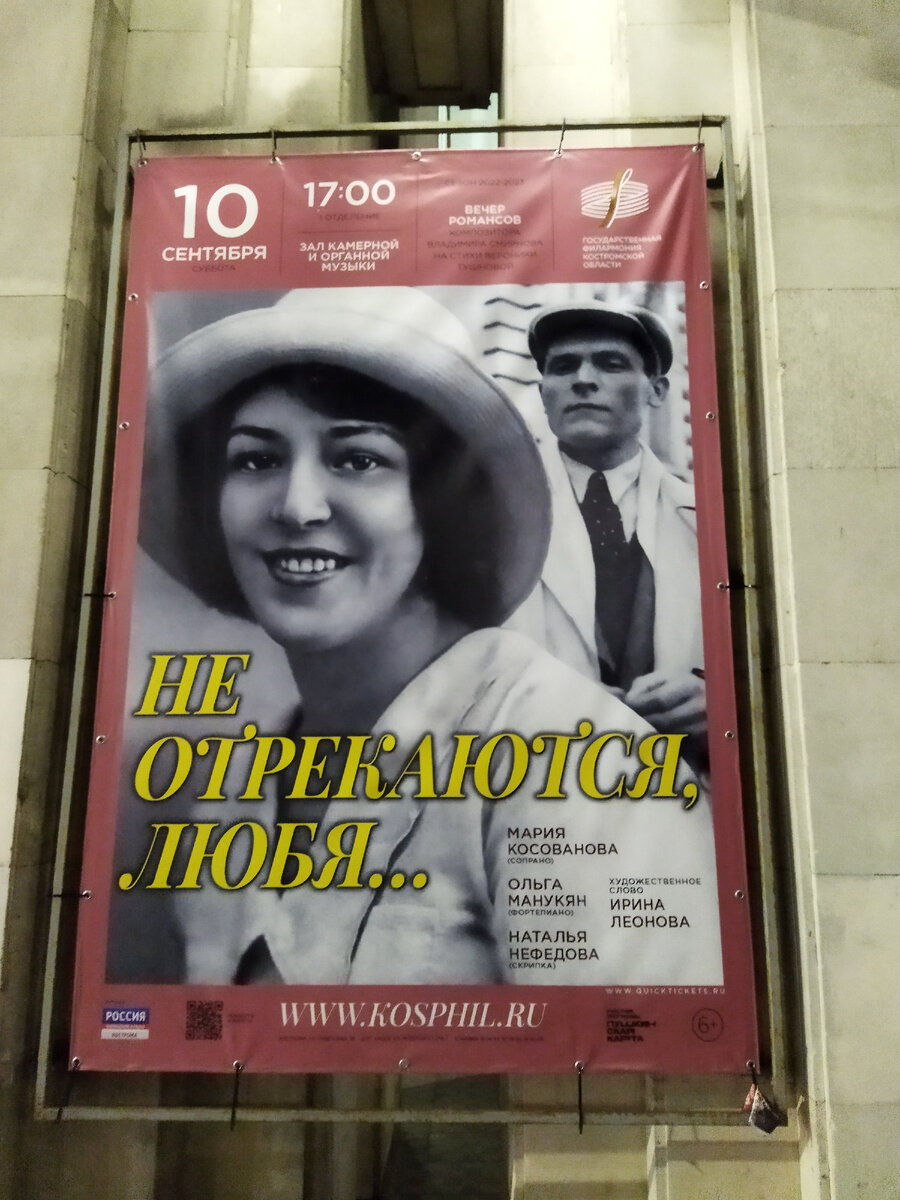 10
СЕНТЯБРЯ
СУББОТА
17:00
1 ОТДЕЛЕНИЕ
ЗАЛ КАМЕРНОЙ
И ОРГАННОЙ
МУЗЫКИ
СЕЗОН 2022-2023
ВЕЧЕР
РОМАНСОВ
КОМПОЗИТОРА
ВЛАДИМИРА СМИРНОВА
НА СТИХИ ВЕРОНИКИ
ТУШНОВОЙ
ГОСУДАРСТВЕННАЯ
ФИЛАРМОНИЯ
КОСТРОМСКОЙ
ОБЛАСТИ
НЕ
ОТРЕКАЮТСЯ,
ЛЮБЯ...
МАРИЯ
КОСОВАНОВА
(СОПРАНО)
ОЛЬГА
МАНУКЯН
(ФОРТЕПИАНО)
НАТАЛЬЯ
НЕФЕДОВА
(СКРИПКА)
ХУДОЖЕСТВЕННОЕ
СЛОВО
ИРИНА
ЛЕОНОВА
WWW.QUICKTICKETS.RU
РОССИЯ
КОСТРОМА
WWW.KOSPHIL.RU
ПУШКИН
СКАЯ
КАРТА
6+